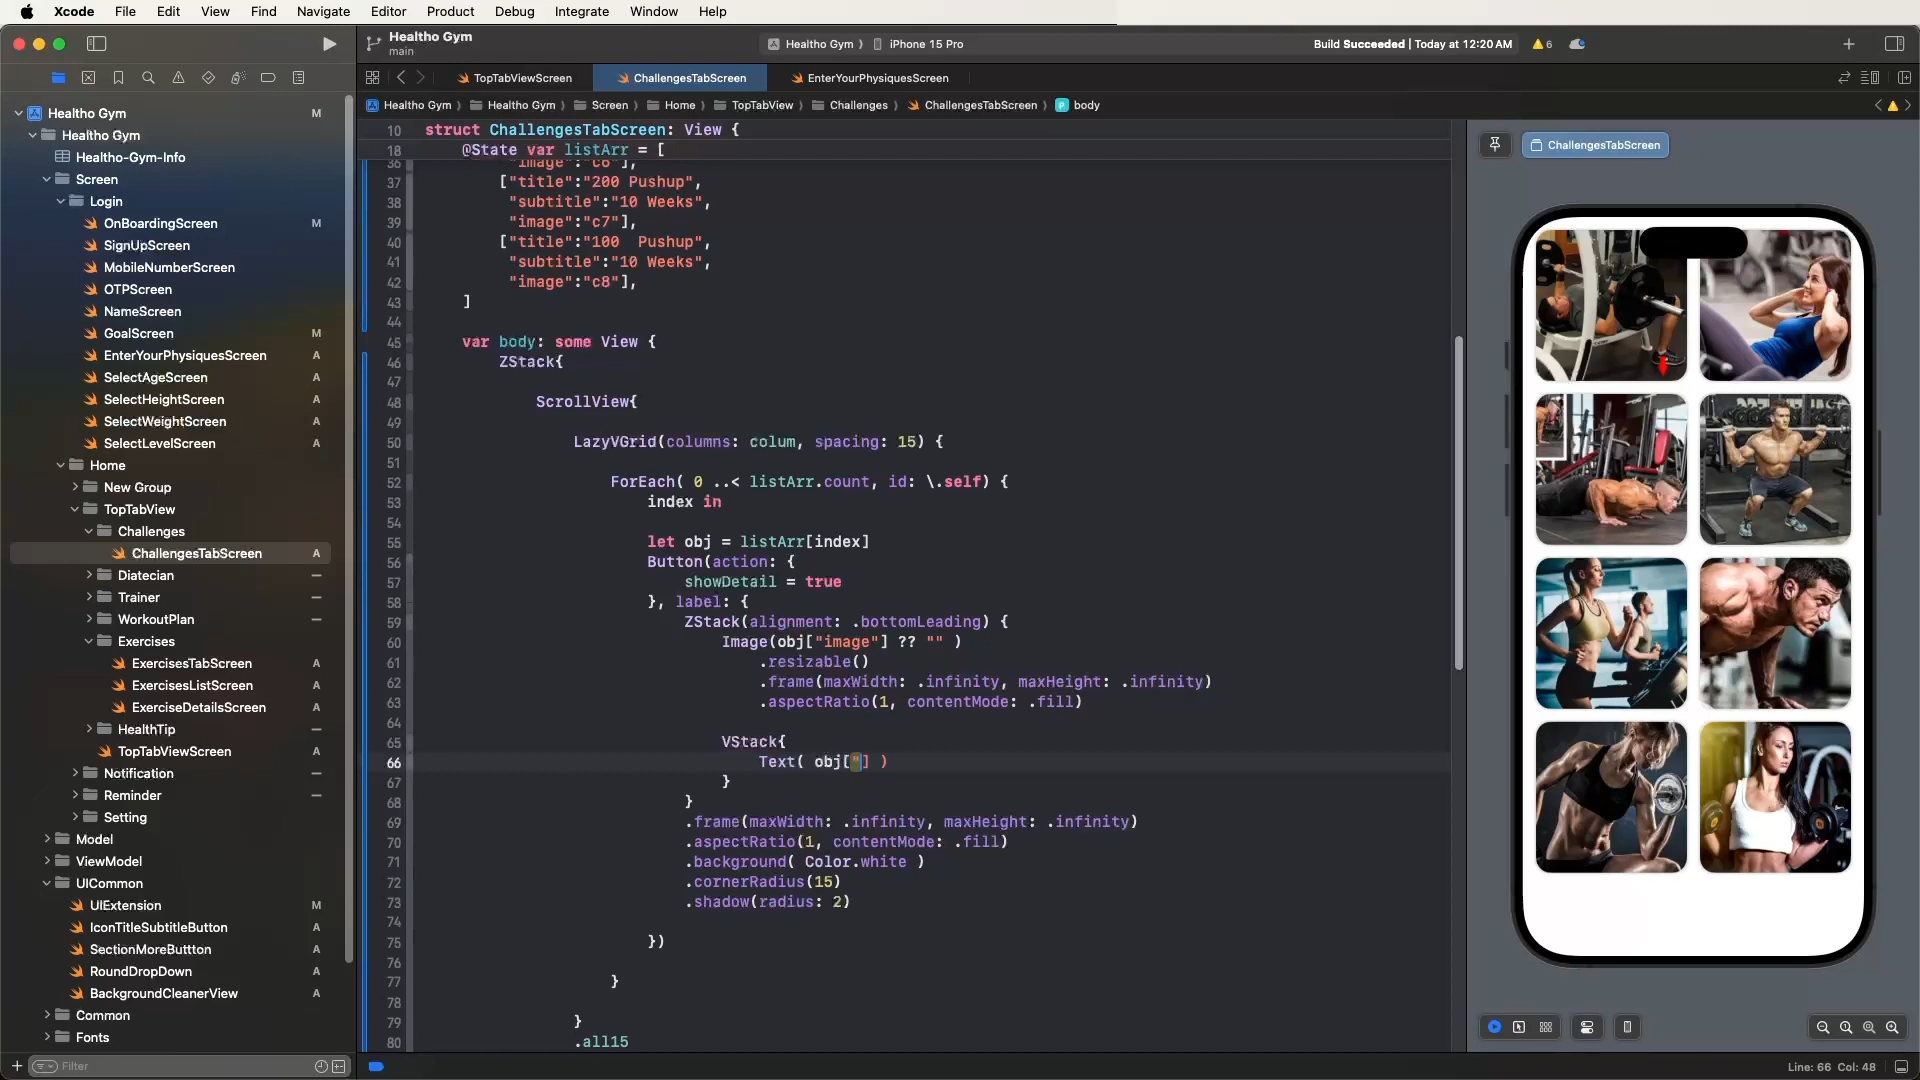 Xcode File Edit View Find Navigate Editor Product Debug Integrate Window Help
Healtho Gym
main
Healtho Gym
iPhone 15 Pro
Build Succeeded | Today at 12:20 AM
6
TopTabViewScreen
ChallengesTabScreen
EnterYourPhysiquesScreen
Healtho Gym
Healtho Gym
Screen
Home
TopTabView
Challenges
ChallengesTabScreen
body
Healtho Gym M
Healtho Gym
Healtho-Gym-Info
Screen
Login
OnBoardingScreen M
SignUpScreen
MobileNumberScreen
OTPScreen
NameScreen
GoalScreen M
EnterYourPhysiquesScreen A
SelectAgeScreen A
SelectHeightScreen A
SelectWeightScreen A
SelectLevelScreen A
Home
New Group
TopTabView
Challenges
ChallengesTabScreen A
Diatecian
Trainer
WorkoutPlan
Exercises
ExercisesTabScreen A
ExercisesListScreen A
ExerciseDetailsScreen A
HealthTip
TopTabViewScreen A
Notification
Reminder
Setting
Model
ViewModel
UICommon
UIExtension M
IconTitleSubtitleButton A
SectionMoreButtton A
RoundDropDown A
BackgroundCleanerView A
Common
Fonts
Filter
10 struct ChallengesTabScreen: View {
18 @State var listArr = [
36 "image":"c6"],
37 ["title":"200 Pushup",
38 "subtitle":"10 Weeks",
39 "image":"c7"],
40 ["title":"100  Pushup",
41 "subtitle":"10 Weeks",
42 "image":"c8"],
43 ]
44
45 var body: some View {
46 ZStack{
47
48 ScrollView{
49
50 LazyVGrid(columns: colum, spacing: 15) {
51
52 ForEach( 0 ..< listArr.count, id: \.self) {
53 index in
54
55 let obj = listArr[index]
56 Button(action: {
57 showDetail = true
58 }, label: {
59 ZStack(alignment: .bottomLeading) {
60 Image(obj["image"] ?? "" )
61 .resizable()
62 .frame(maxWidth: .infinity, maxHeight: .infinity)
63 .aspectRatio(1, contentMode: .fill)
64
65 VStack{
66 Text( obj["] )
67 }
68 }
69 .frame(maxWidth: .infinity, maxHeight: .infinity)
70 .aspectRatio(1, contentMode: .fill)
71 .background( Color.white )
72 .cornerRadius(15)
73 .shadow(radius: 2)
74
75 })
76
77 }
78
79 }
80 .all15
ChallengesTabScreen
Line: 66 Col: 48